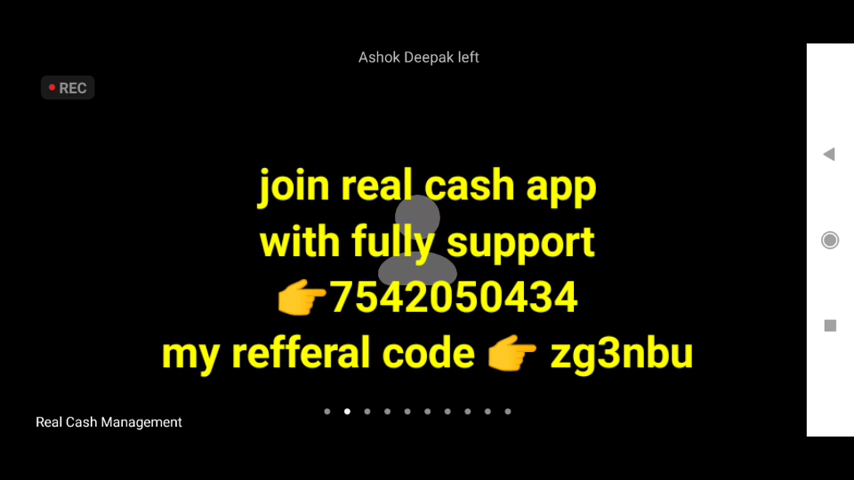 Ashok Deepak left
REC
join real cash app
with fully support
👉7542050434
my refferal code 👉 zg3nbu
Real Cash Management